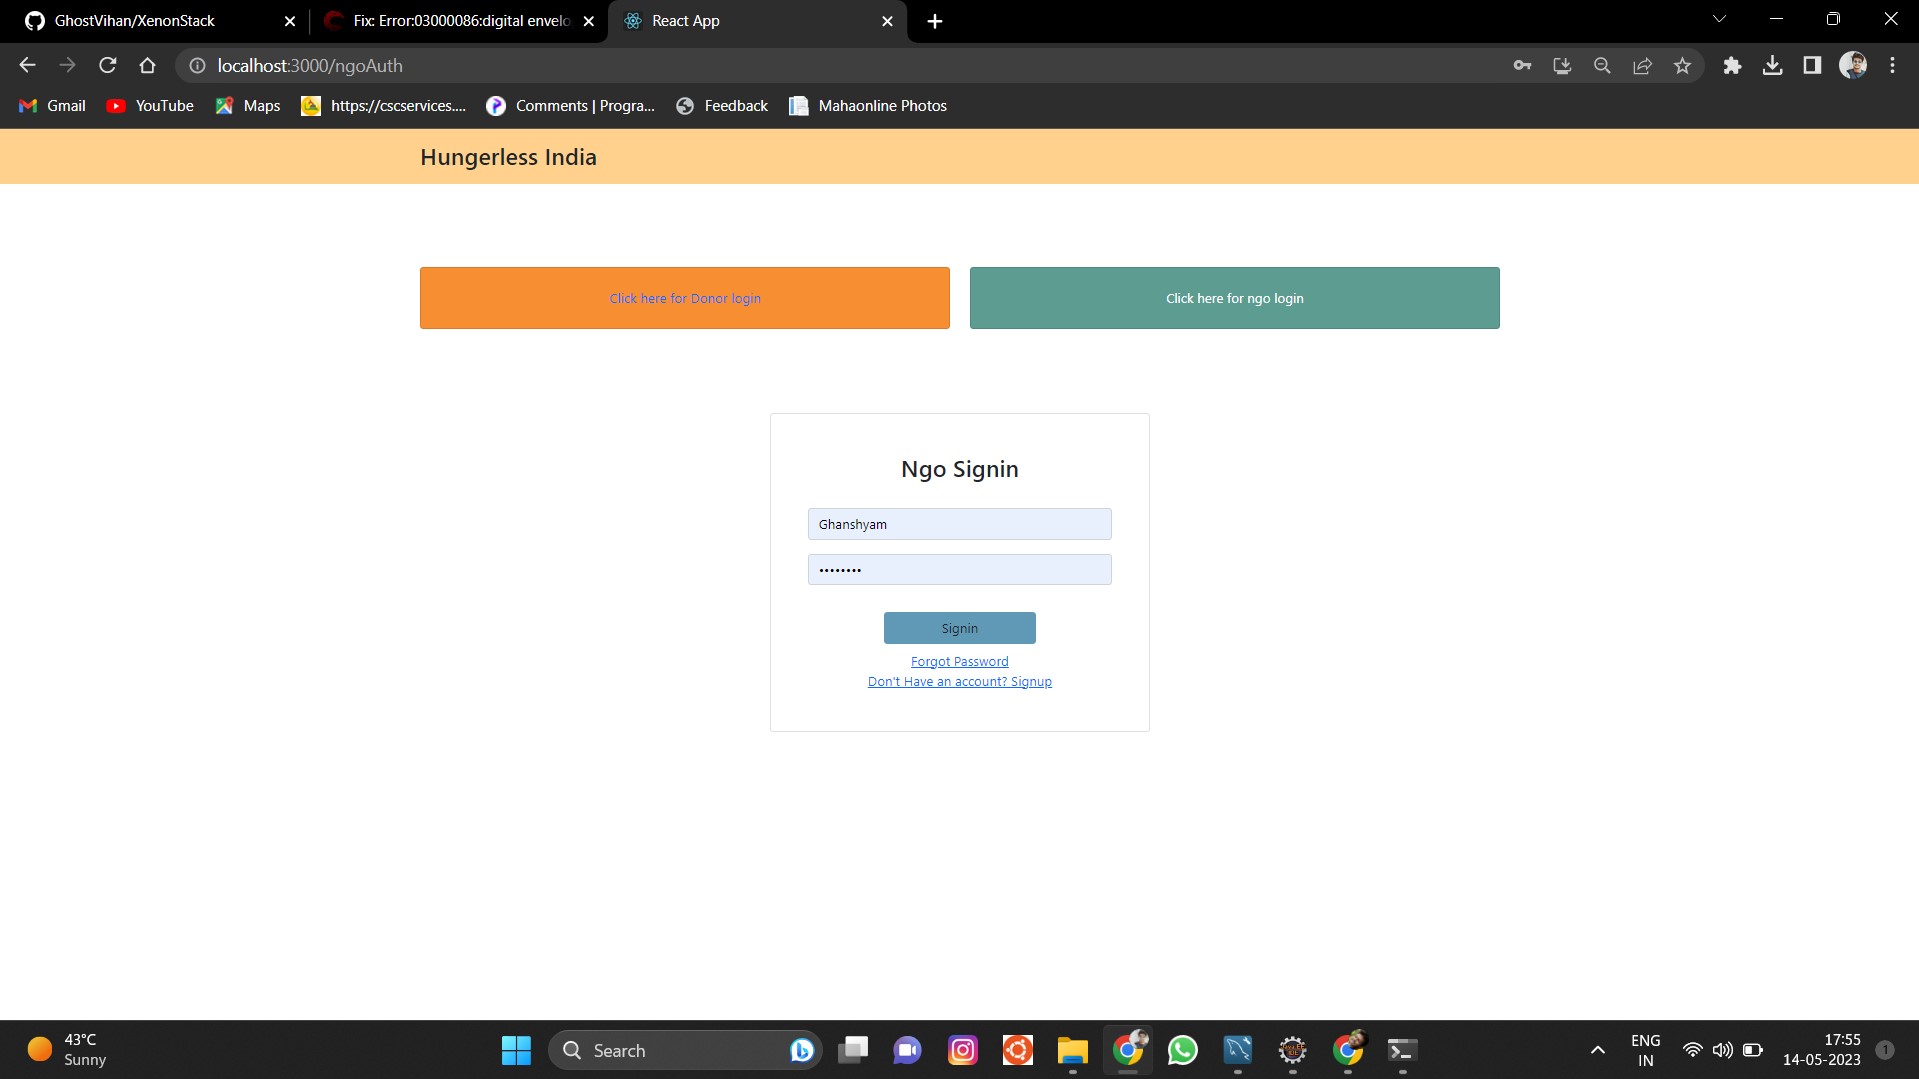 GhostVihan/XenonStack
Fix: Error:03000086:digital envelo
React App
localhost:3000/ngoAuth
Gmail
YouTube
Maps
https://cscservices....
Comments | Progra...
Feedback
Mahaonline Photos
Hungerless India
Click here for Donor login
Click here for ngo login
Ngo Signin
Ghanshyam
••••••••
Signin
Forgot Password
Don't Have an account? Signup
43°C
Sunny
Search
ENG
IN
17:55
14-05-2023
1